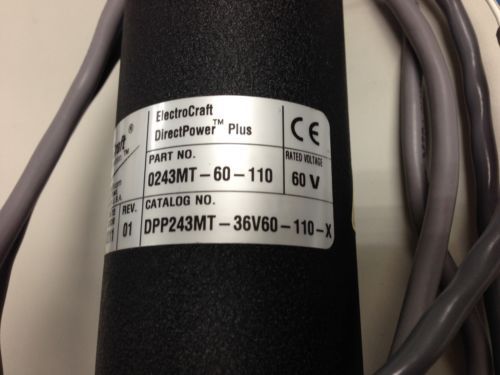 ElectroCraft
DirectPower™ Plus
CE
PART NO.
0243MT-60-110
RATED VOLTAGE
60 V
REV.
01
CATALOG NO.
DPP243MT-36V60-110-X